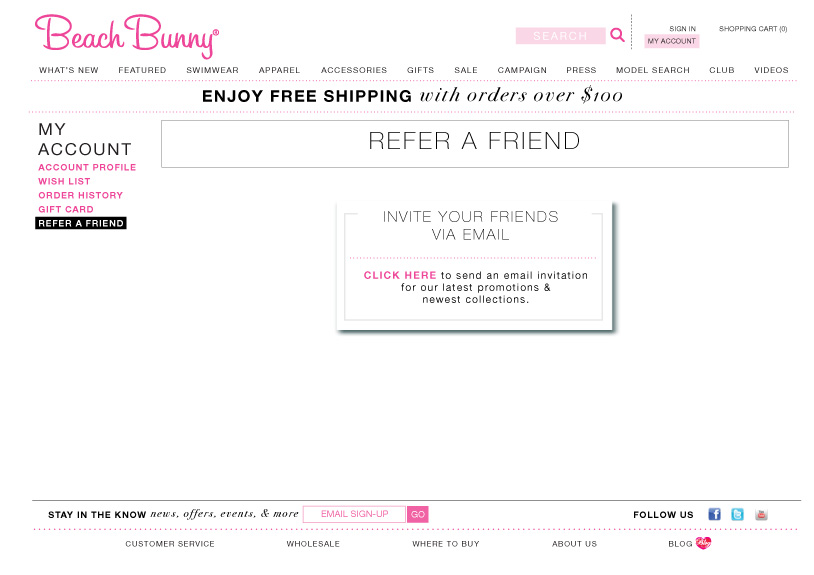 Beach Bunny®
SEARCH
SIGN IN
MY ACCOUNT
SHOPPING CART (0)
WHAT'S NEW FEATURED SWIMWEAR APPAREL ACCESSORIES GIFTS SALE CAMPAIGN PRESS MODEL SEARCH CLUB VIDEOS
ENJOY FREE SHIPPING with orders over $100
MY
ACCOUNT
ACCOUNT PROFILE
WISH LIST
ORDER HISTORY
GIFT CARD
REFER A FRIEND
REFER A FRIEND
INVITE YOUR FRIENDS
VIA EMAIL
CLICK HERE to send an email invitation
for our latest promotions &
newest collections.
STAY IN THE KNOW news, offers, events, & more EMAIL SIGN-UP GO
FOLLOW US
CUSTOMER SERVICE WHOLESALE WHERE TO BUY ABOUT US BLOG